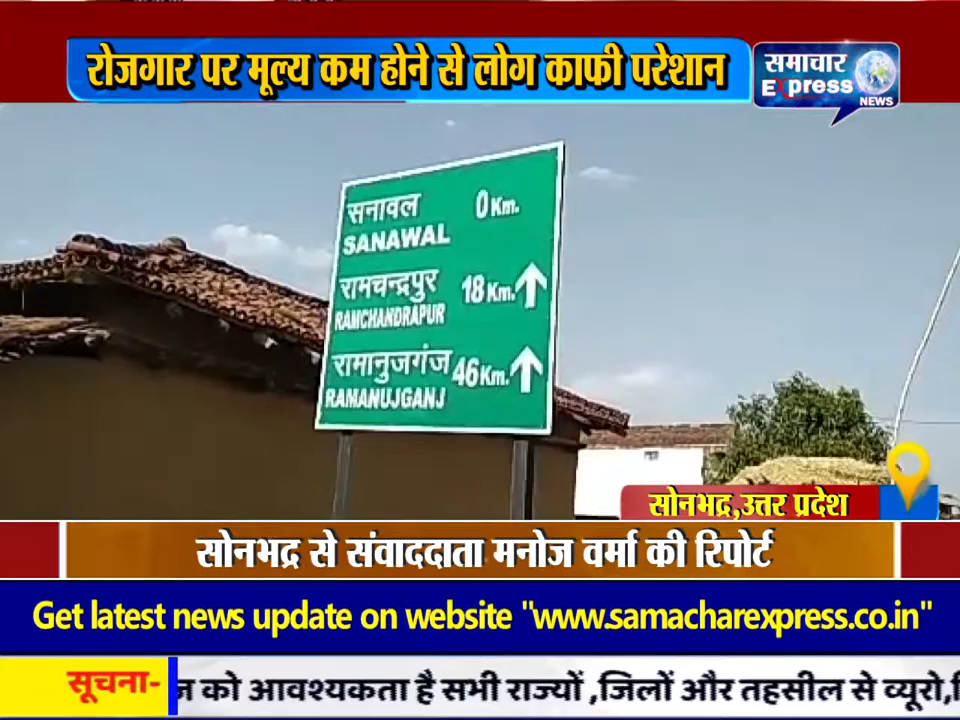 रोजगार पर मूल्य कम होने से लोग काफी परेशान
समाचार
Express
NEWS
सनावल 0 Km.
SANAWAL
रामचन्द्रपुर 18 Km.
RAMCHANDRAPUR
रामानुजगंज 46 Km.
RAMANUJGANJ
सोनभद्र,उत्तर प्रदेश
सोनभद्र से संवाददाता मनोज वर्मा की रिपोर्ट
Get latest news update on website "www.samacharexpress.co.in"
सूचना- को आवश्यकता है सभी राज्यों ,जिलों और तहसील से ब्यूरो,